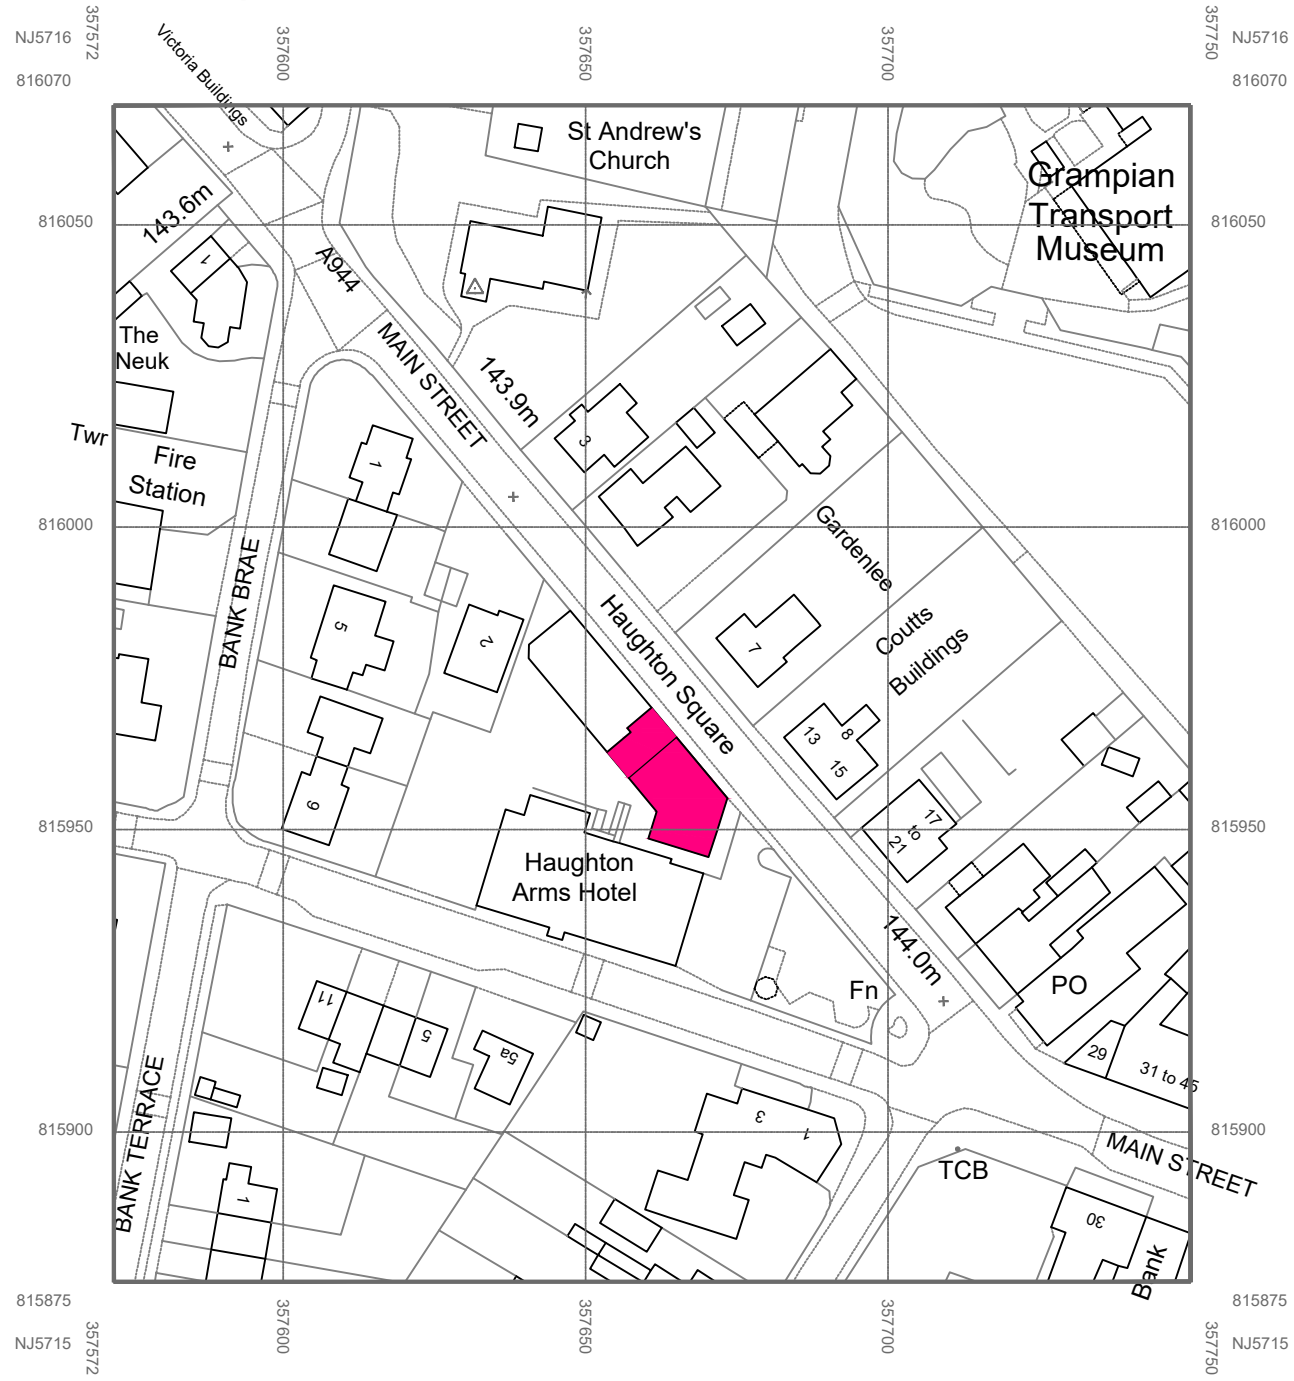 NJ5716
357572
357600
357650
357700
357750
NJ5716
816070
816070
Victoria Buildings
St Andrew's
Church
Grampian
Transport
Museum
143.6m
816050
816050
1
A944
The
Neuk
MAIN STREET
143.9m
3
Twr
Fire
Station
1
Gardenlee
816000
816000
BANK BRAE
5
2
Haughton Square
7
Coutts
Buildings
13
8
15
9
17
to
21
815950
815950
Haughton
Arms Hotel
144.0m
Fn
PO
11
5
5a
29
31 to 45
BANK TERRACE
3
1
815900
815900
TCB
MAIN STREET
1
30
Bank
815875
815875
NJ5715
357572
357600
357650
357700
357750
NJ5715